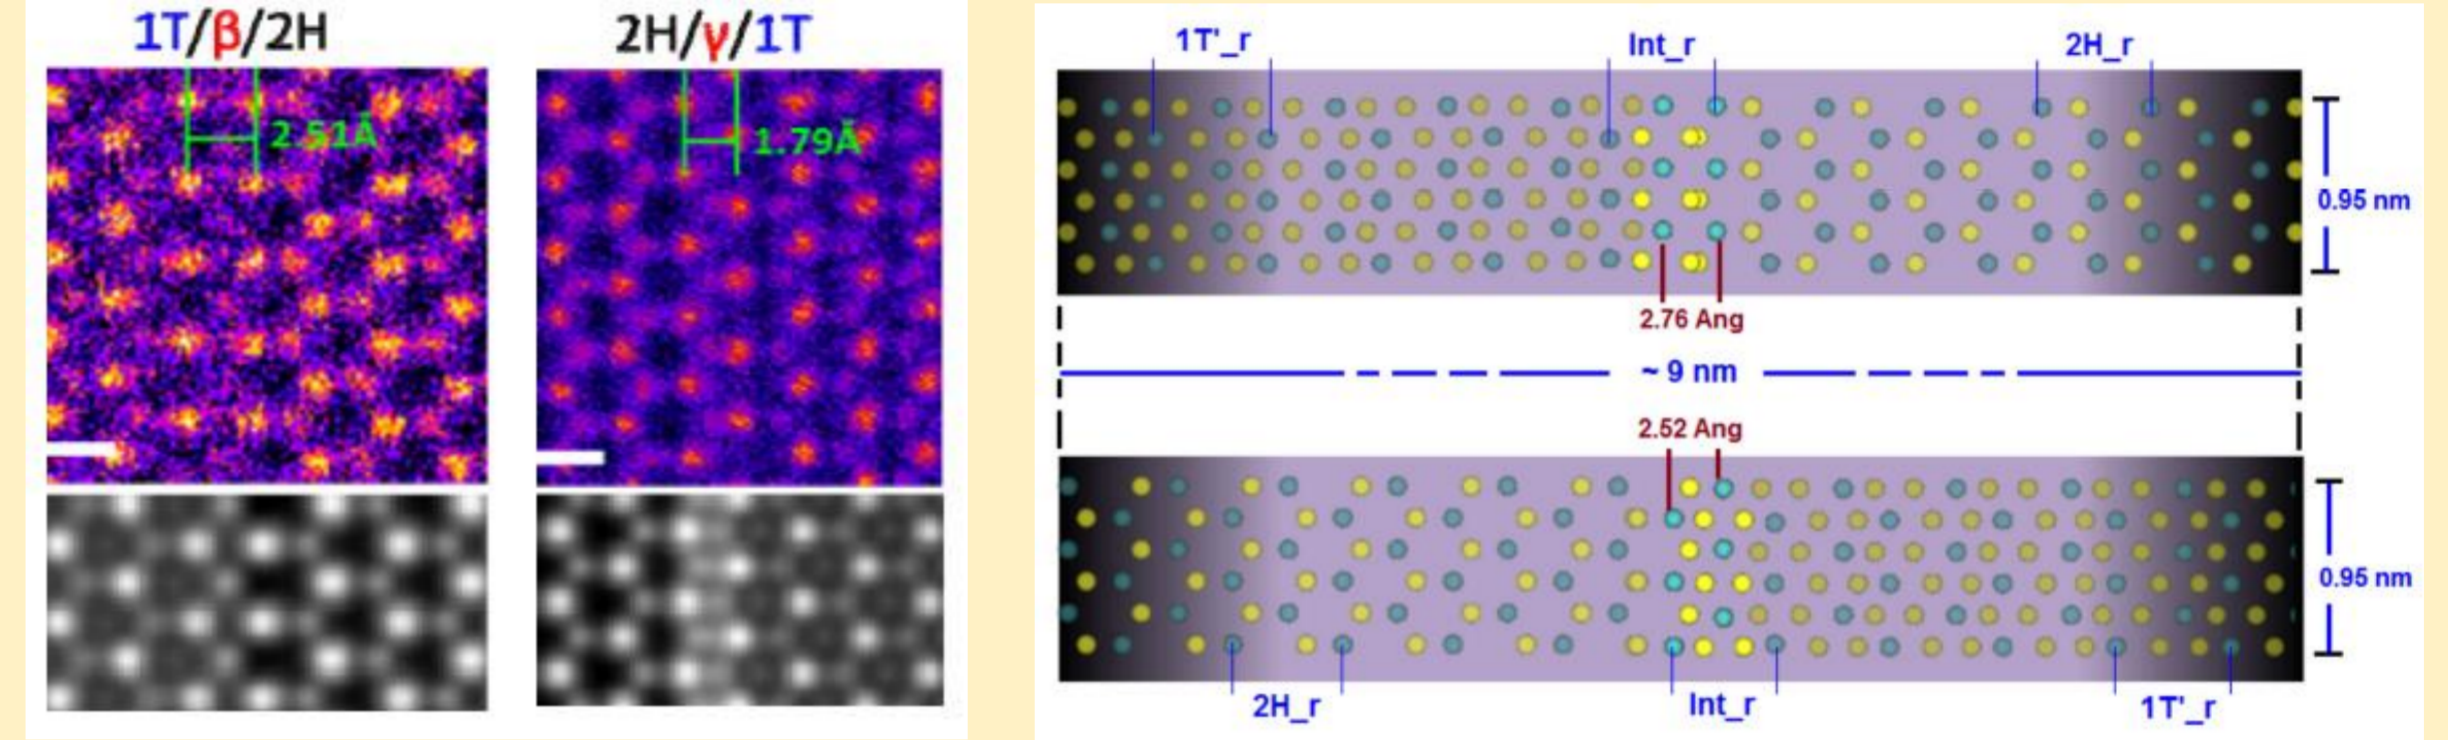 1T/β/2H
2.51Å
2H/γ/1T
1.79Å
1T'_r
Int_r
2H_r
0.95 nm
2.76 Ang
~ 9 nm
2.52 Ang
0.95 nm
2H_r
Int_r
1T'_r